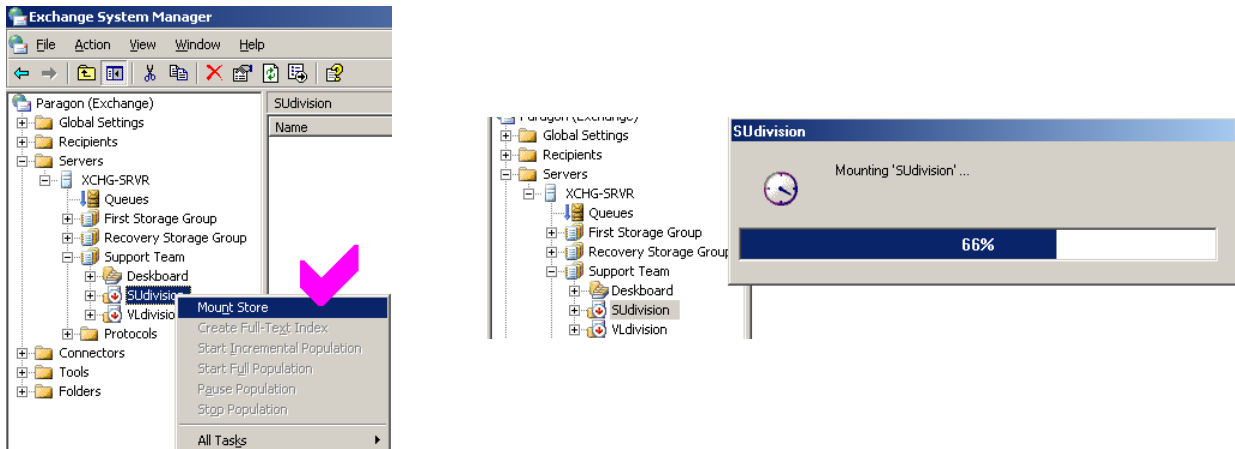 Exchange System Manager
File Action View Window Help
Paragon (Exchange)
Global Settings
Recipients
Servers
XCHG-SRVR
Queues
First Storage Group
Recovery Storage Group
Support Team
Deskboard
SUdivision
VLdivisio
Protocols
Connectors
Tools
Folders
SUdivision
Name
Mount Store
Create Full-Text Index
Start Incremental Population
Start Full Population
Pause Population
Stop Population
All Tasks
Paragon (Exchange)
Global Settings
Recipients
Servers
XCHG-SRVR
Queues
First Storage Group
Recovery Storage Group
Support Team
Deskboard
SUdivision
VLdivision
SUdivision
Mounting 'SUdivision' ...
66%